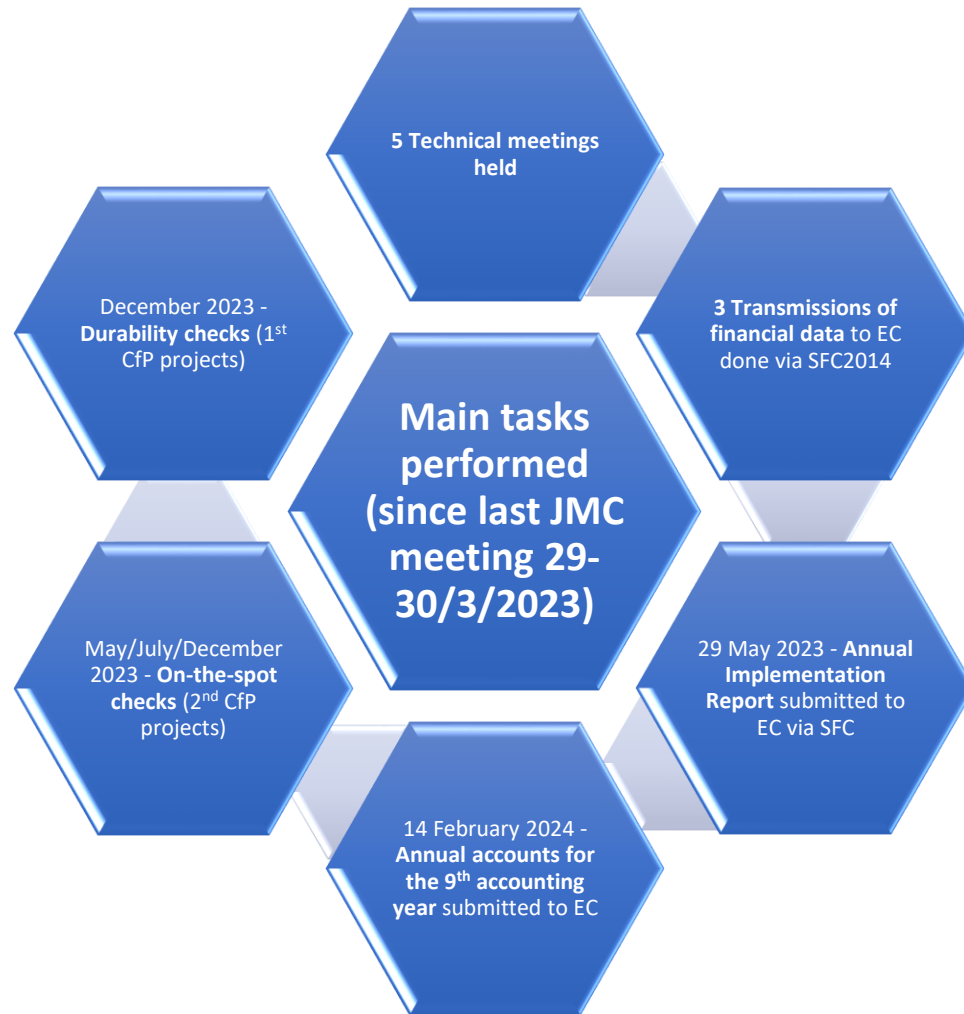 5 Technical meetings
held
3 Transmissions of
financial data to EC
done via SFC2014
29 May 2023 - Annual
Implementation
Report submitted to
EC via SFC
14 February 2024 -
Annual accounts for
the 9th accounting
year submitted to EC
May/July/December
2023 - On-the-spot
checks (2nd CfP
projects)
December 2023 -
Durability checks (1st
CfP projects)
Main tasks
performed
(since last JMC
meeting 29-
30/3/2023)